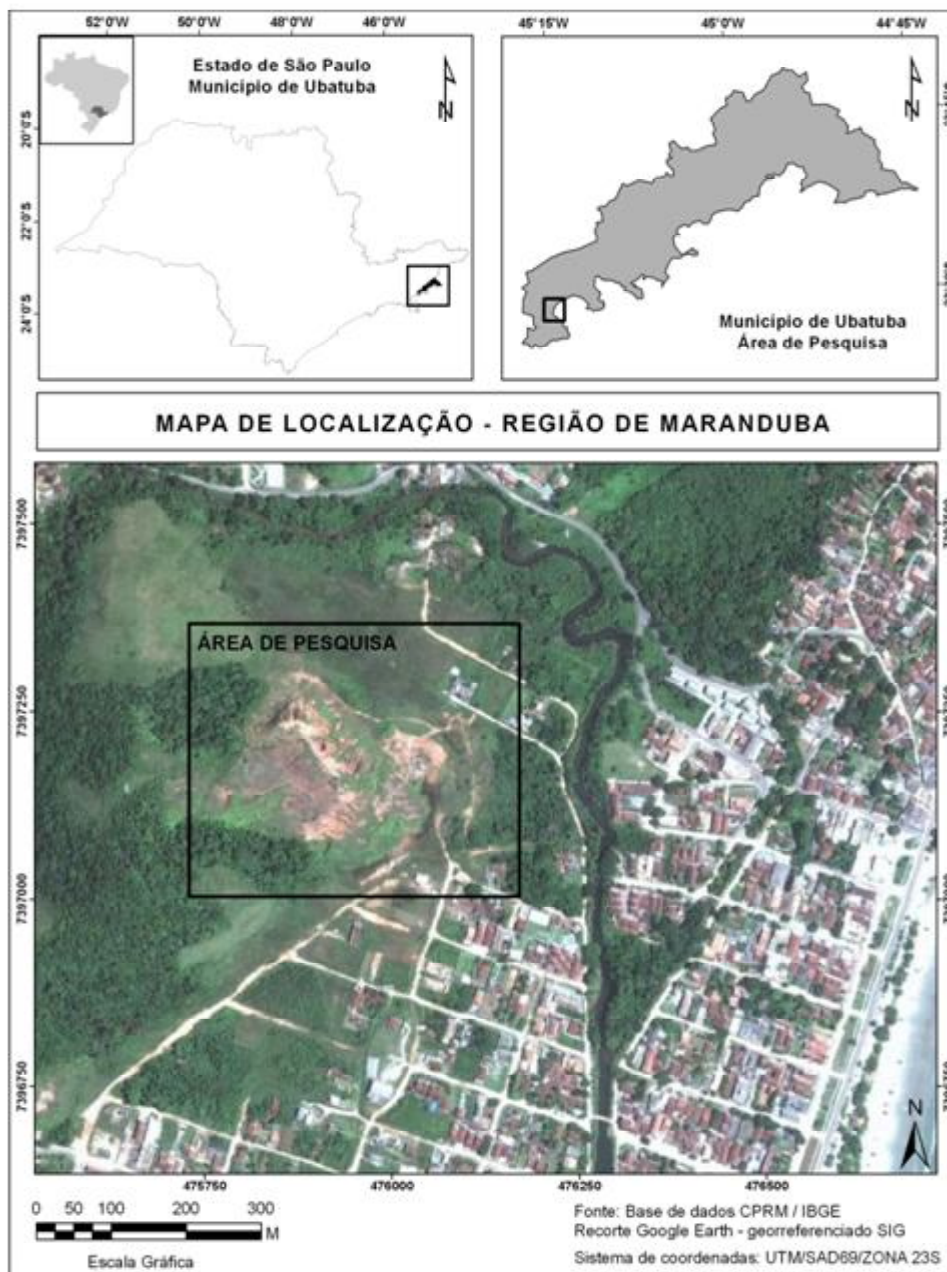 52°0'W 50°0'W 48°0'W 46°0'W
45°15'W 45°0'W 44°45'W
Estado de São Paulo
Município de Ubatuba
N
20°0'S
22°0'S
24°0'S
N
Município de Ubatuba
Área de Pesquisa
MAPA DE LOCALIZAÇÃO - REGIÃO DE MARANDUBA
7397500
7397250
7397000
7396750
ÁREA DE PESQUISA
N
475750 476000 476250 476500
0 50 100 200 300
M
Escala Gráfica
Fonte: Base de dados CPRM / IBGE
Recorte Google Earth - georreferenciado SIG
Sistema de coordenadas: UTM/SAD69/ZONA 23S